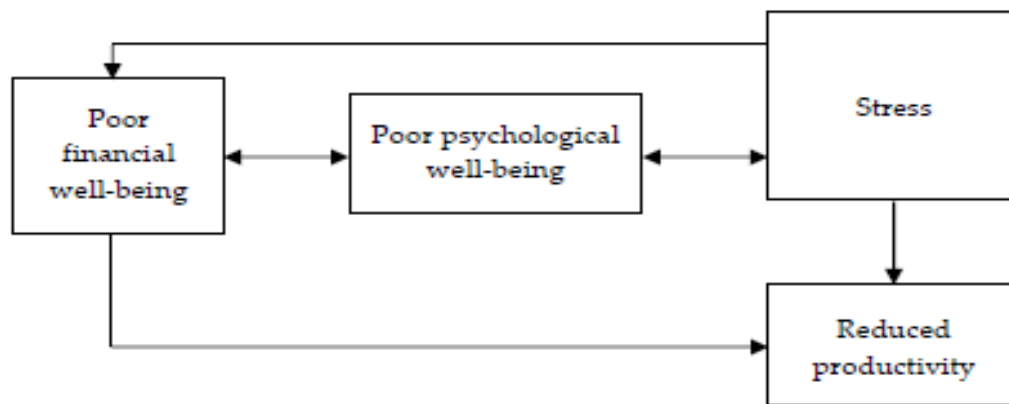 Poor
financial
well-being
Poor psychological
well-being
Stress
Reduced
productivity